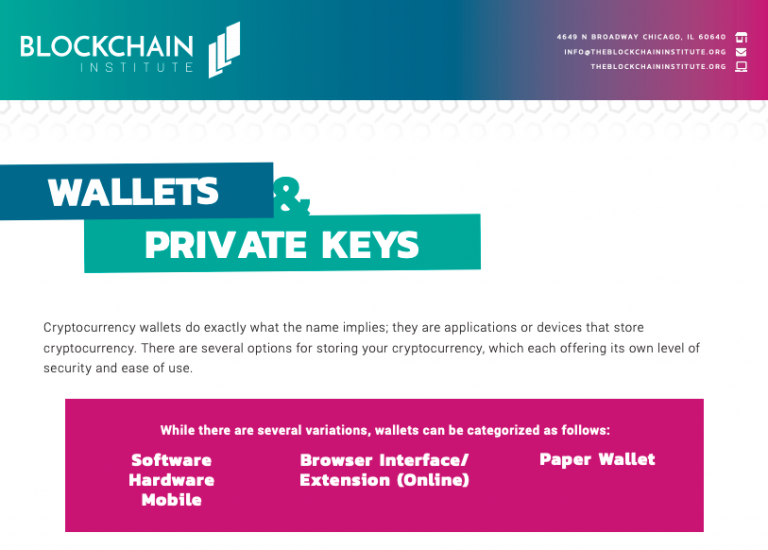 BLOCKCHAIN
INSTITUTE
4649 N BROADWAY CHICAGO, IL 60640
INFO@THEBLOCKCHAININSTITUTE.ORG
THEBLOCKCHAININSTITUTE.ORG
WALLETS
&
PRIVATE KEYS
Cryptocurrency wallets do exactly what the name implies; they are applications or devices that store
cryptocurrency. There are several options for storing your cryptocurrency, which each offering its own level of
security and ease of use.
While there are several variations, wallets can be categorized as follows:
Software
Hardware
Mobile
Browser Interface/
Extension (Online)
Paper Wallet